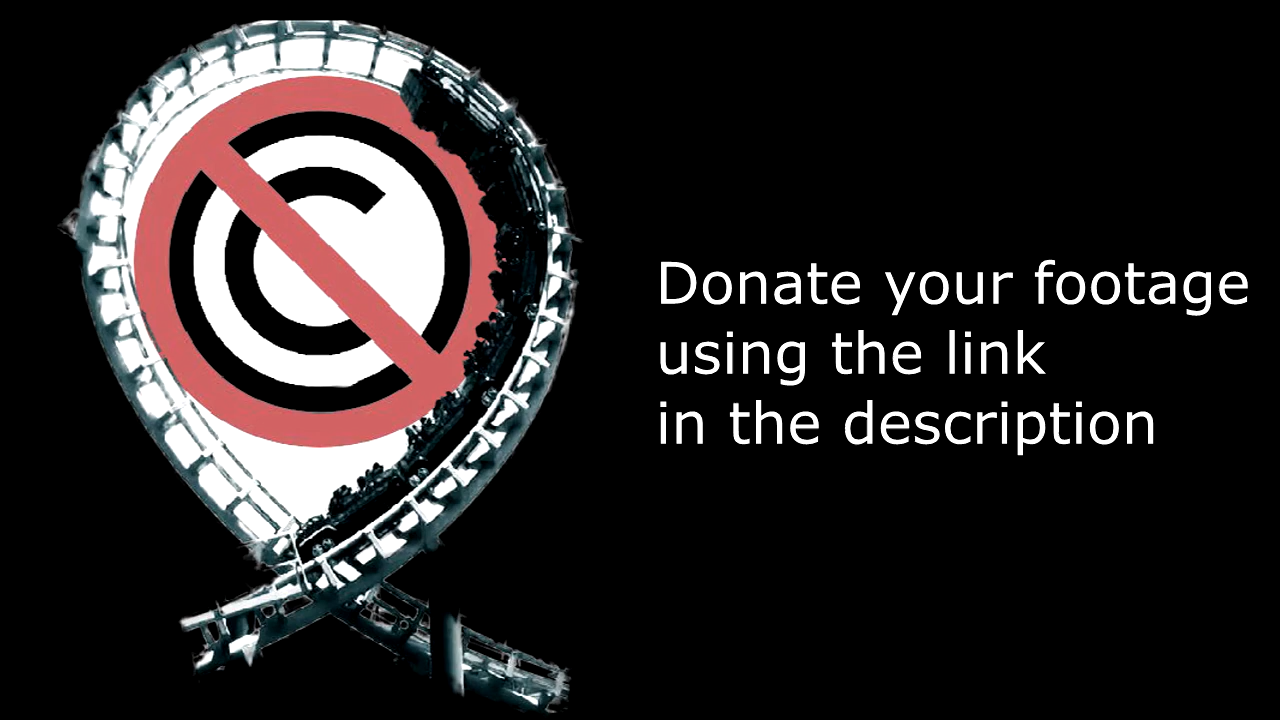 Donate your footage
using the link
in the description